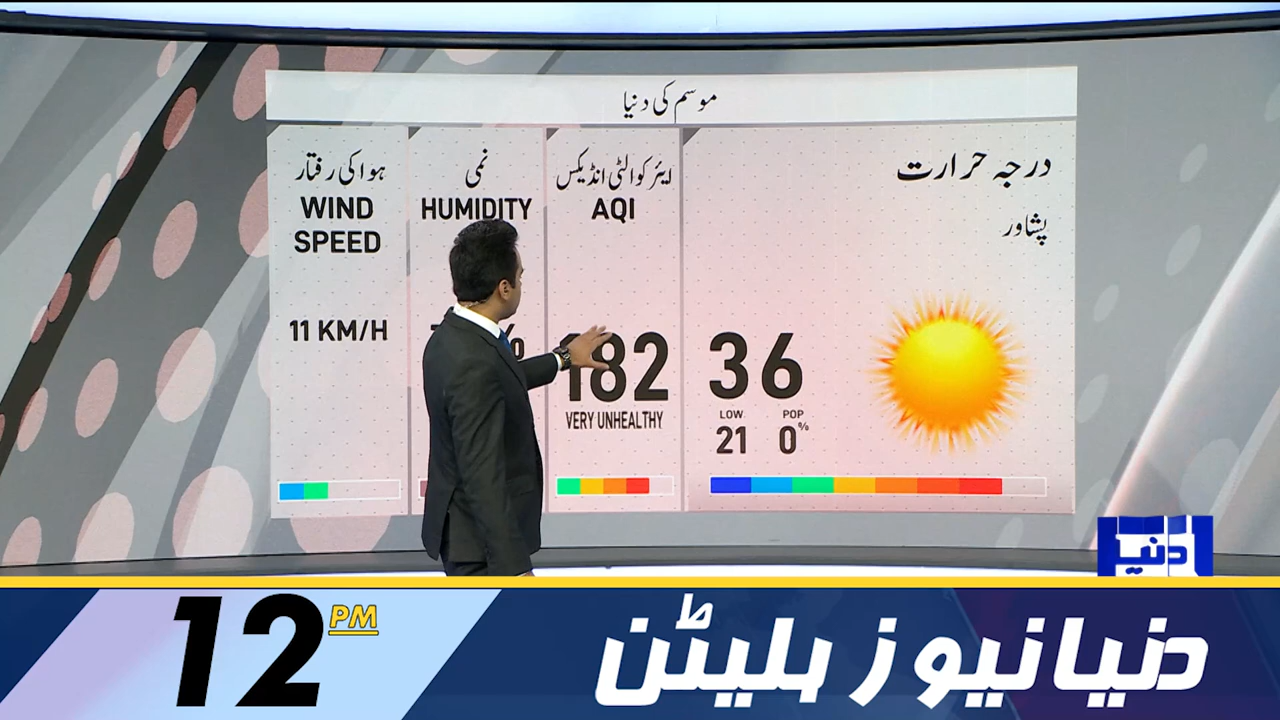 موسم کی دنیا
درجہ حرارت
پشاور
36
LOW
21
POP
0%
ایئر کوالٹی انڈیکس
AQI
182
VERY UNHEALTHY
نمی
HUMIDITY
%
ہوا کی رفتار
WIND
SPEED
11 KM/H
دنیا
12 PM
دنیا نیوز بلیٹن